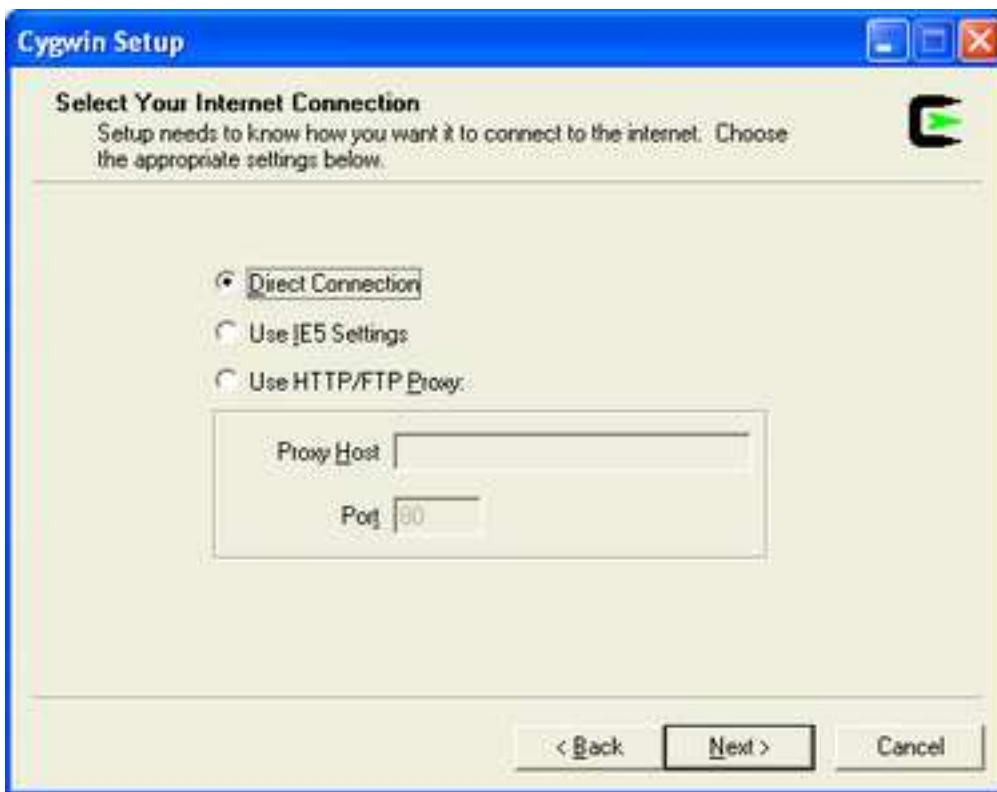 Cygwin Setup
Select Your Internet Connection
Setup needs to know how you want it to connect to the internet. Choose
the appropriate settings below.
Direct Connection
Use IE5 Settings
Use HTTP/FTP Proxy:
Proxy Host
Port 80
< Back Next > Cancel